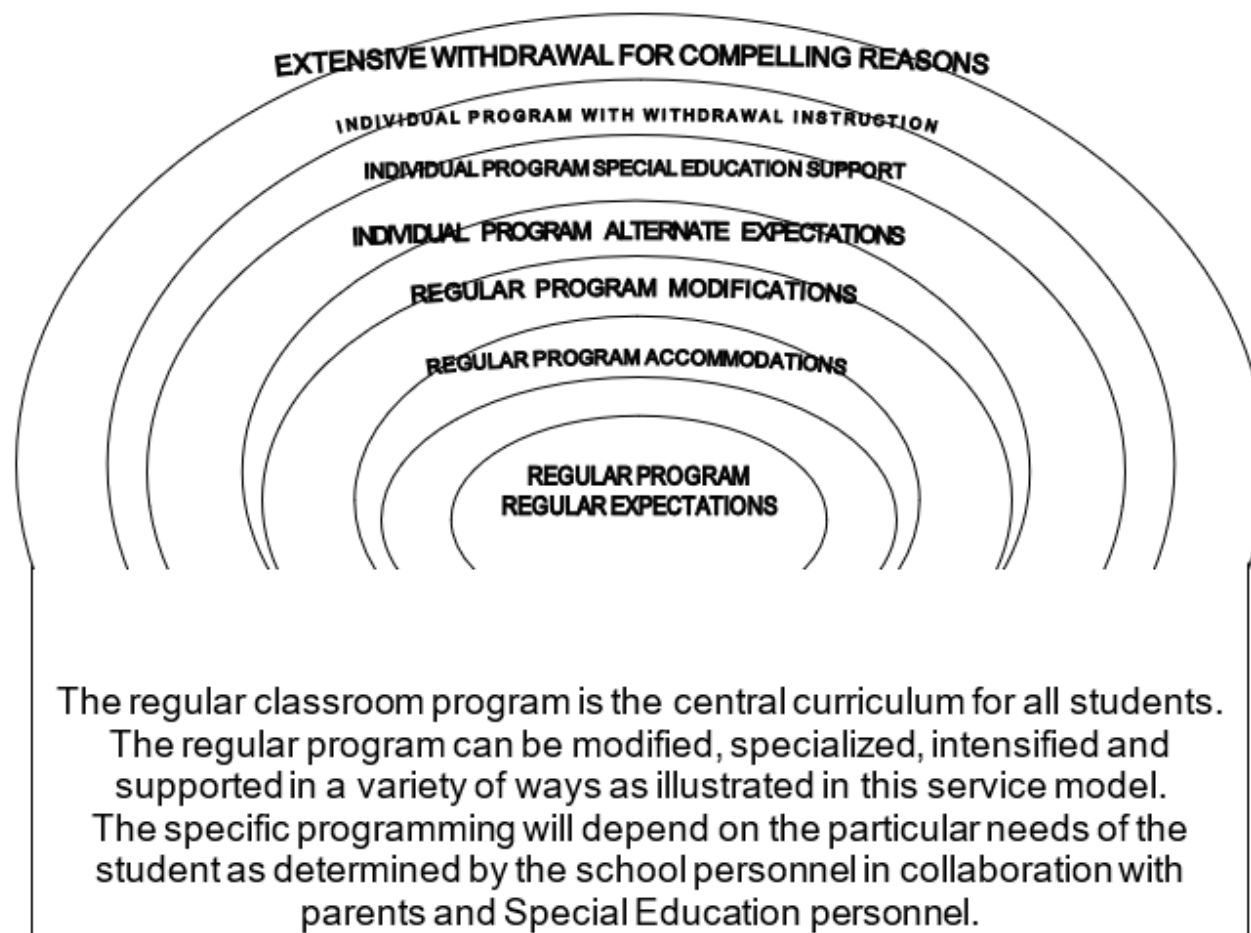 EXTENSIVE WITHDRAWAL FOR COMPELLING REASONS
INDIVIDUAL PROGRAM WITH WITHDRAWAL INSTRUCTION
INDIVIDUAL PROGRAM SPECIAL EDUCATION SUPPORT
INDIVIDUAL PROGRAM ALTERNATE EXPECTATIONS
REGULAR PROGRAM MODIFICATIONS
REGULAR PROGRAM ACCOMMODATIONS
REGULAR PROGRAM
REGULAR EXPECTATIONS
The regular classroom program is the central curriculum for all students.
The regular program can be modified, specialized, intensified and
supported in a variety of ways as illustrated in this service model.
The specific programming will depend on the particular needs of the
student as determined by the school personnel in collaboration with
parents and Special Education personnel.